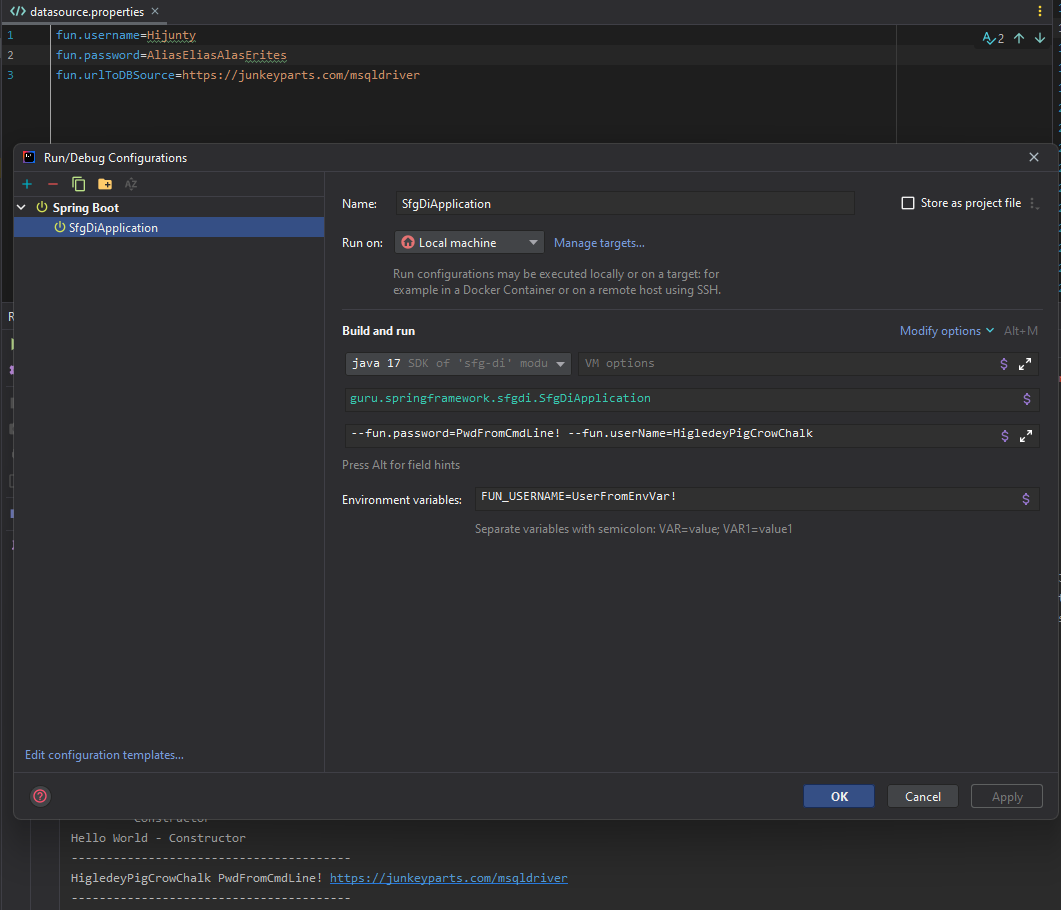 datasource.properties
1 fun.username=Hijunty
2
2 fun.password=AliasEliasAlasErites
3 fun.urlToDBSource=https://junkeyparts.com/msqldriver
Run/Debug Configurations
Spring Boot
SfgDiApplication
Name: SfgDiApplication
Store as project file
Run on: Local machine
Manage targets...
Run configurations may be executed locally or on a target: for
example in a Docker Container or on a remote host using SSH.
Build and run
Modify options Alt+M
java 17 SDK of 'sfg-di' modu
VM options
guru.springframework.sfgdi.SfgDiApplication
--fun.password=PwdFromCmdLine! --fun.userName=HigledeyPigCrowChalk
Press Alt for field hints
Environment variables: FUN_USERNAME=UserFromEnvVar!
Separate variables with semicolon: VAR=value; VAR1=value1
Edit configuration templates...
?
OK
Cancel
Apply
Constructor
Hello World - Constructor
----------------------------------------
HigledeyPigCrowChalk PwdFromCmdLine! https://junkeyparts.com/msqldriver
----------------------------------------